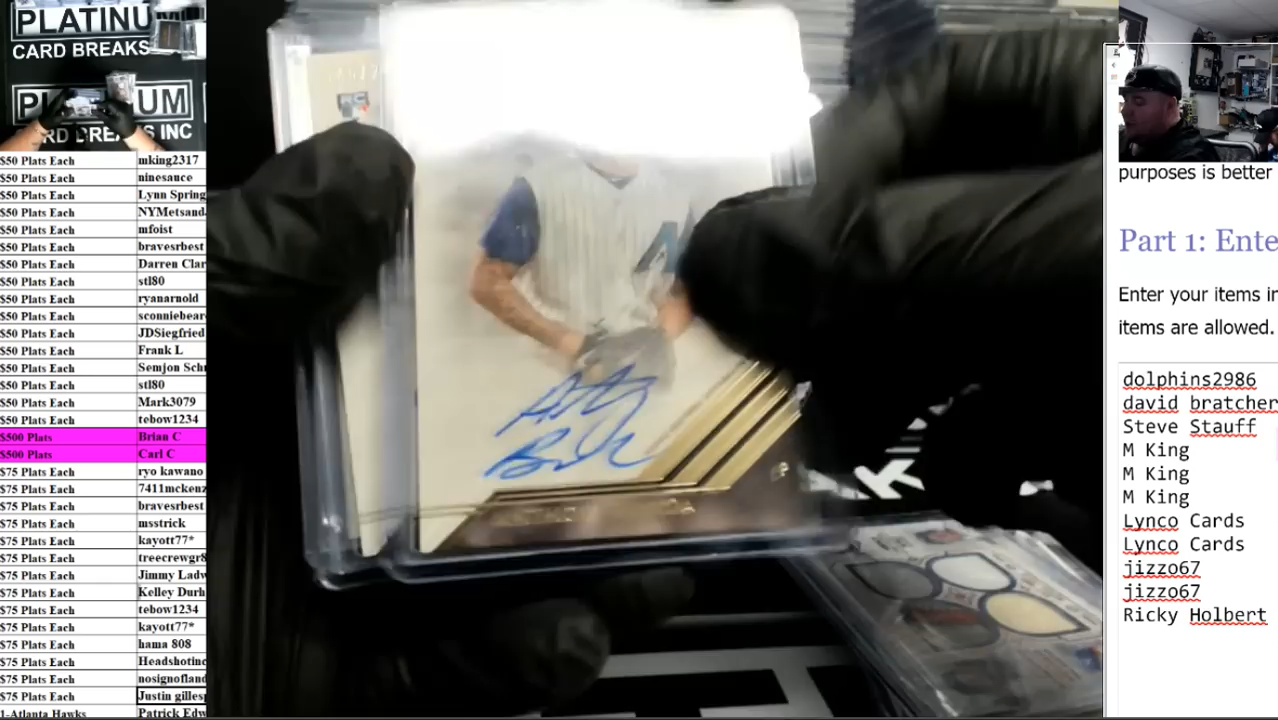 PLATINU
CARD BREAKS
PL   UM
RD BREAKS INC
$50 Plats Each mking2317
$50 Plats Each ninesauce
$50 Plats Each Lynn Spring
$50 Plats Each NYMetsand
$50 Plats Each mfoist
$50 Plats Each bravesrbest
$50 Plats Each Darren Clar
$50 Plats Each stl80
$50 Plats Each ryanarnold
$50 Plats Each sconniebear
$50 Plats Each JDSiegfried
$50 Plats Each Frank L
$50 Plats Each Semjon Sch
$50 Plats Each stl80
$50 Plats Each Mark3079
$50 Plats Each tebow1234
$500 Plats Brian C
$500 Plats Carl C
$75 Plats Each ryo kawano
$75 Plats Each 7411mckenz
$75 Plats Each bravesrbest
$75 Plats Each msstrick
$75 Plats Each kayott77*
$75 Plats Each treecrewgr8
$75 Plats Each Jimmy Ladw
$75 Plats Each Kelley Durh
$75 Plats Each tebow1234
$75 Plats Each kayott77*
$75 Plats Each hama 808
$75 Plats Each Headshotinc
$75 Plats Each nosignofland
$75 Plats Each Justin gilles
1-Atlanta Hawks Patrick Edw
purposes is better
Part 1: Ente
Enter your items in
items are allowed.
dolphins2986
david bratcher
Steve Stauff
M King
M King
M King
Lynco Cards
Lynco Cards
jizzo67
jizzo67
Ricky Holbert